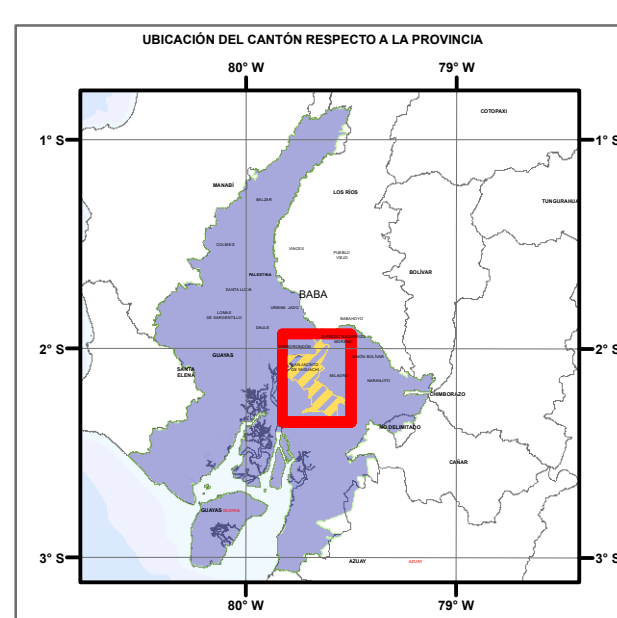 UBICACIÓN DEL CANTÓN RESPECTO A LA PROVINCIA
80° W 79° W
COTOPAXI
1° S 1° S
MANABÍ
LOS RÍOS
BALZAR
TUNGURAHUA
COLIMES
VINCES
PUEBLO
VIEJO
BOLÍVAR
PALESTINA
SANTA LUCIA
BABA
LOMAS
DE SARGENTILLO
URBINA JADO
BABAHOYO
DAULE
2° S 2° S
GUAYAS
SIMÓN BOLÍVAR
SAN JACINTO
DE YAGUACHI
SANTA
ELENA
MILAGRO
NARANJITO
CHIMBORAZO
NO DELIMITADO
CAÑAR
GUAYAS GUAYAS
3° S 3° S
AZUAY AZUAY
80° W 79° W